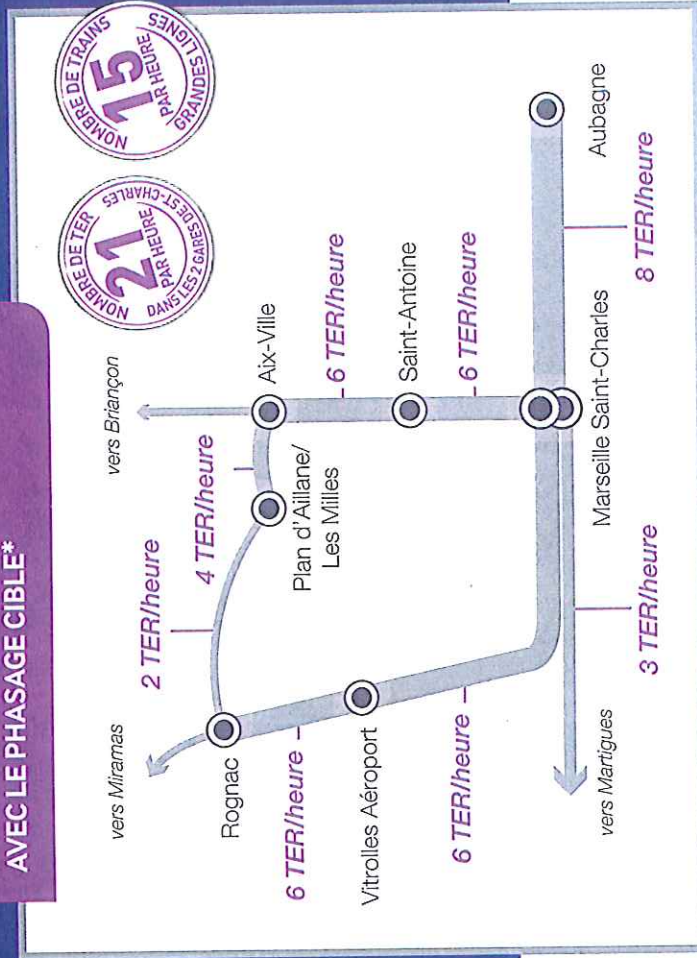 AVEC LE PHASAGE CIBLE*
NOMBRE DE TER
21
PAR HEURE
DANS LES 2 GARES DE ST-CHARLES
NOMBRE DE TRAINS
15
PAR HEURE
GRANDES LIGNES
vers Miramas
vers Briançon
2 TER/heure
4 TER/heure
Rognac
Aix-Ville
Plan d'Aillane/
Les Milles
6 TER/heure
6 TER/heure
Vitrolles Aéroport
Saint-Antoine
6 TER/heure
6 TER/heure
Marseille Saint-Charles
Aubagne
vers Martigues
3 TER/heure
8 TER/heure